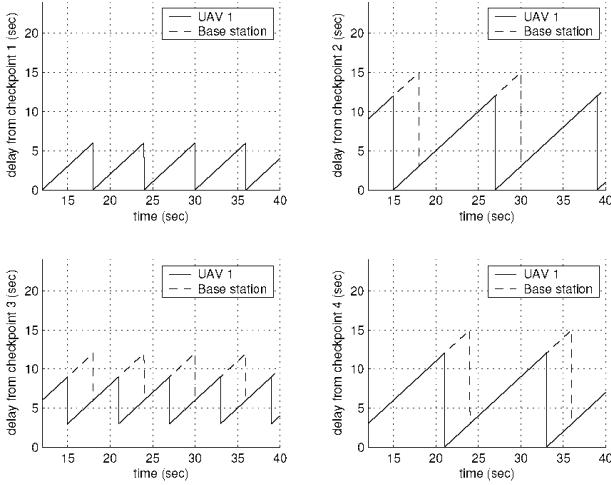 delay from checkpoint 1 (sec)
20
15
10
5
0
UAV 1
Base station
15 20 25 30 35 40
time (sec)
delay from checkpoint 2 (sec)
20
15
10
5
0
UAV 1
Base station
15 20 25 30 35 40
time (sec)
delay from checkpoint 3 (sec)
20
15
10
5
0
UAV 1
Base station
15 20 25 30 35 40
time (sec)
delay from checkpoint 4 (sec)
20
15
10
5
0
UAV 1
Base station
15 20 25 30 35 40
time (sec)